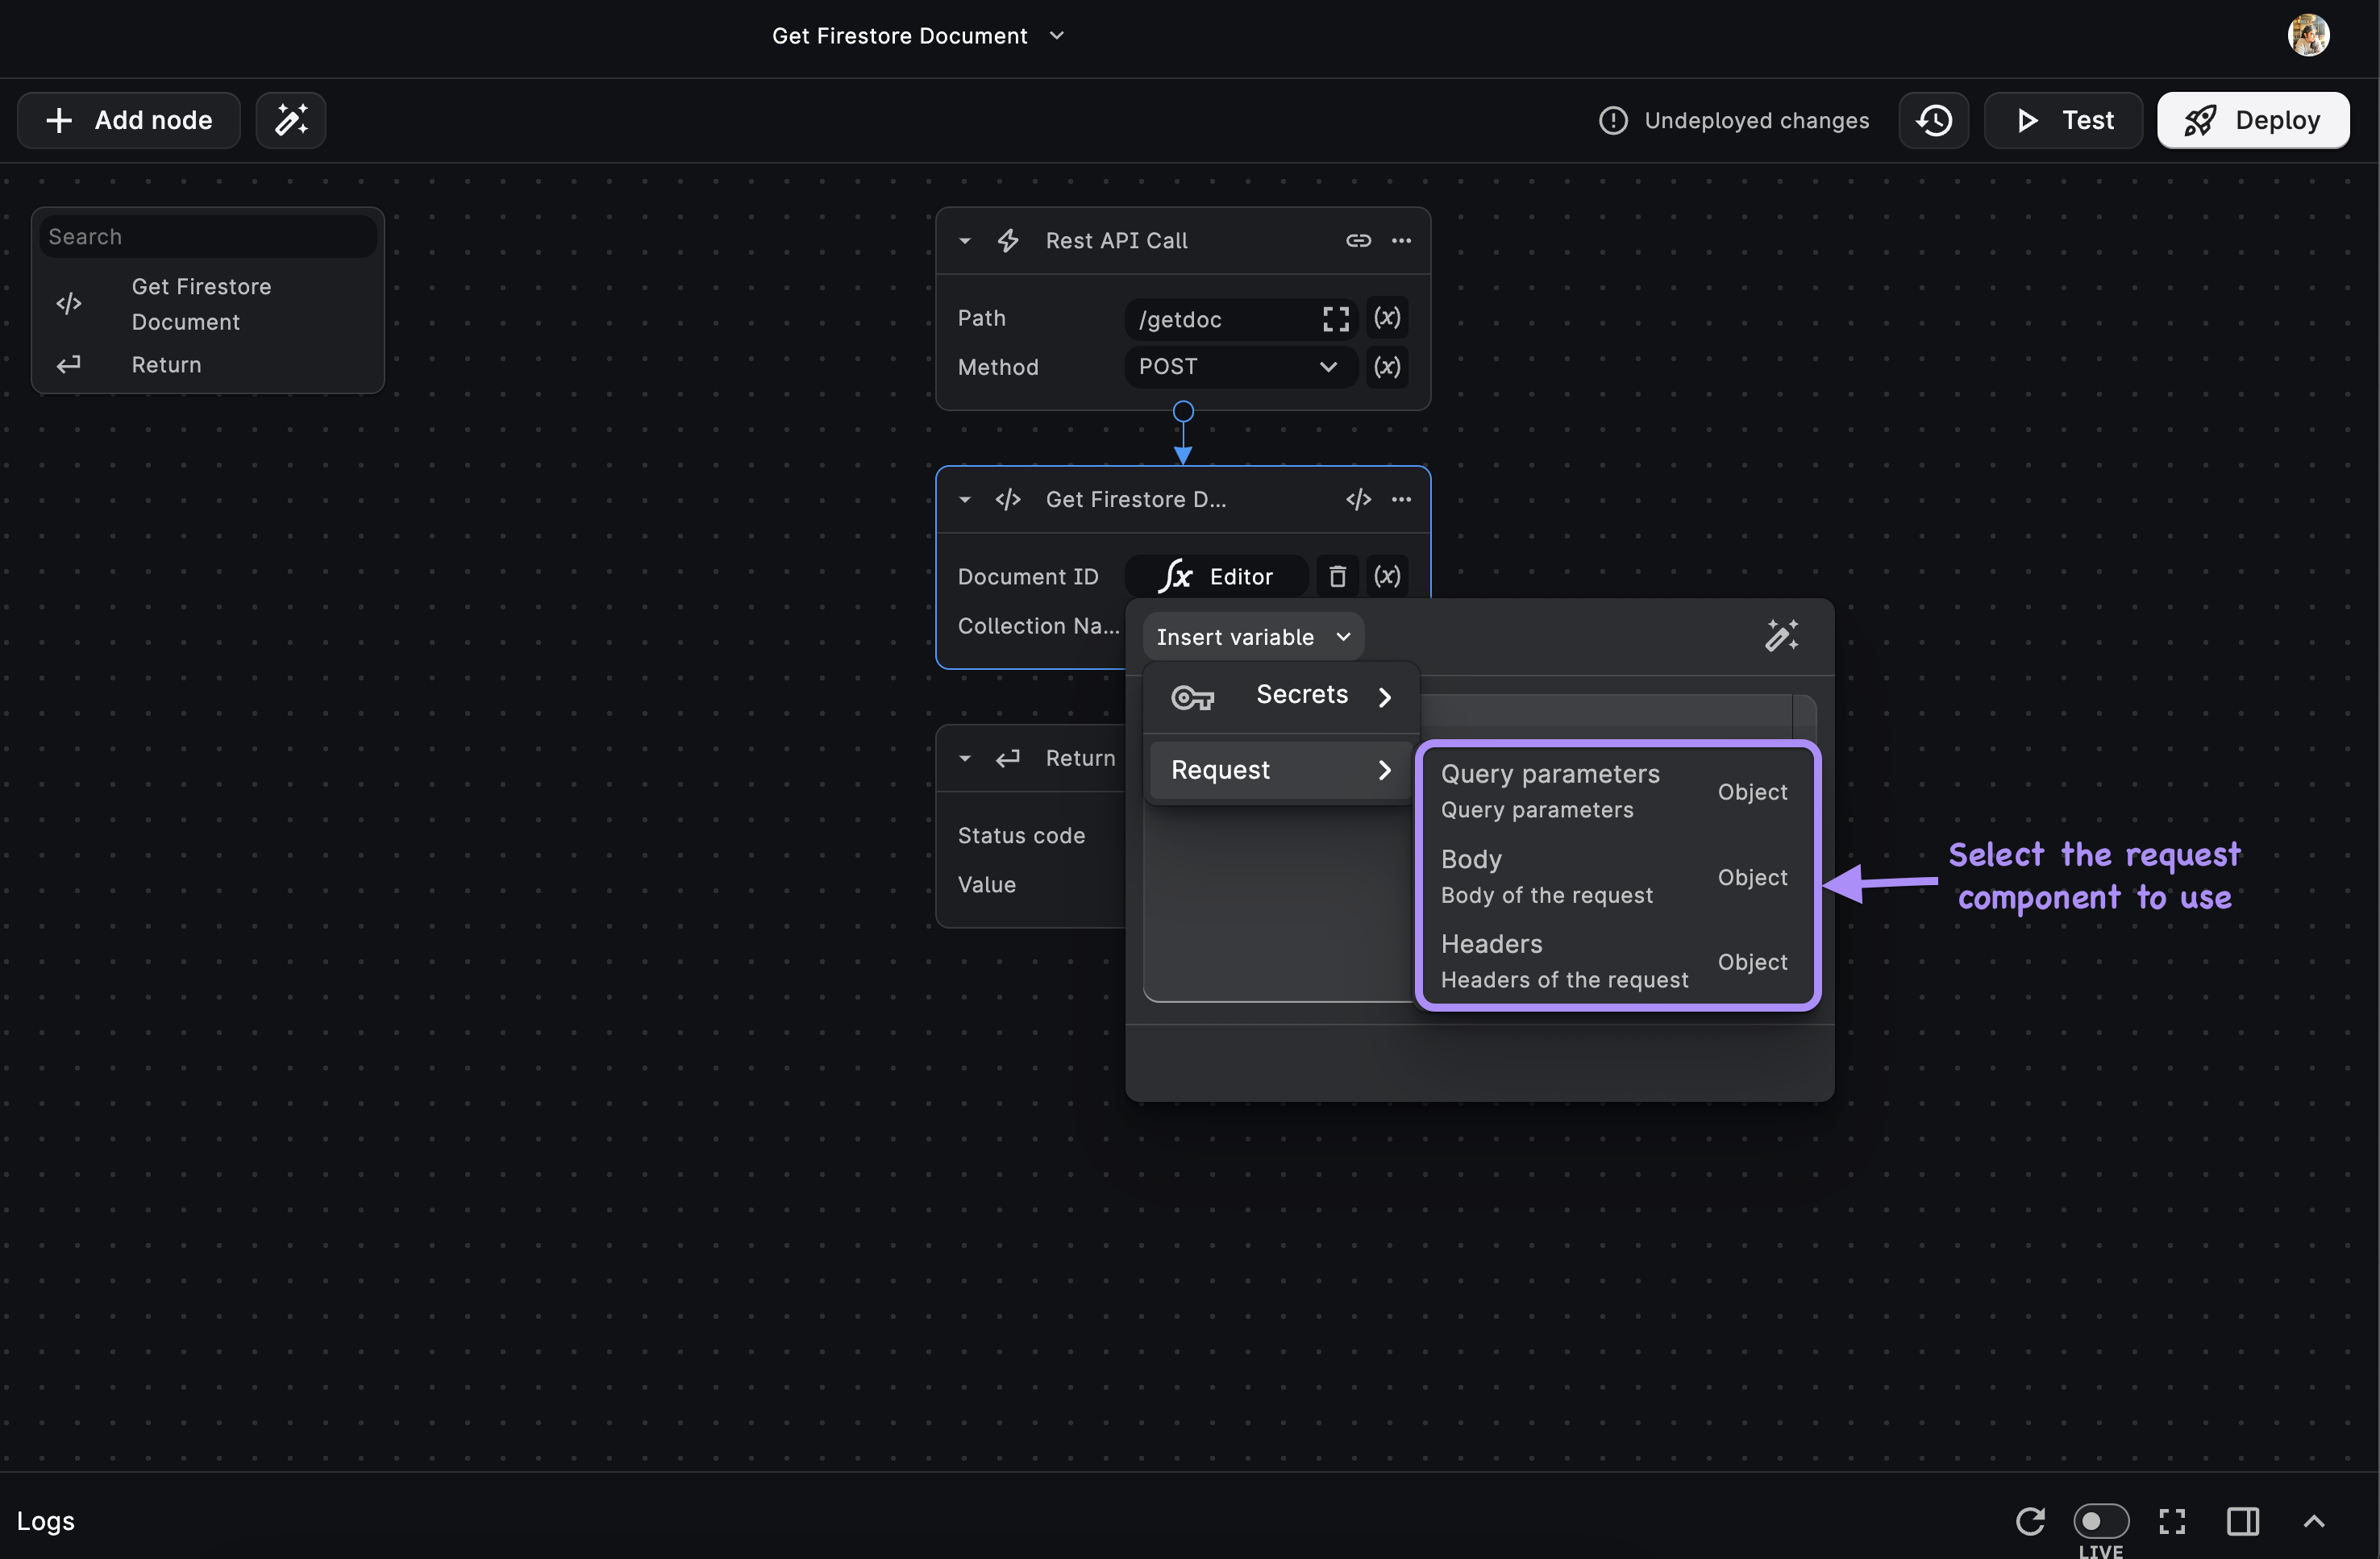 Get Firestore Document
Add node
Undeployed changes
Test
Deploy
Search
Get Firestore
Document
Return
Rest API Call
Path
/getdoc
(x)
Method
POST
(x)
Get Firestore D...
Document ID
fx Editor
(x)
Collection Na...
Insert variable
Secrets
Request
Query parameters
Query parameters
Object
Body
Body of the request
Object
Headers
Headers of the request
Object
Return
Status code
Value
Select the request
component to use
Logs
LIVE